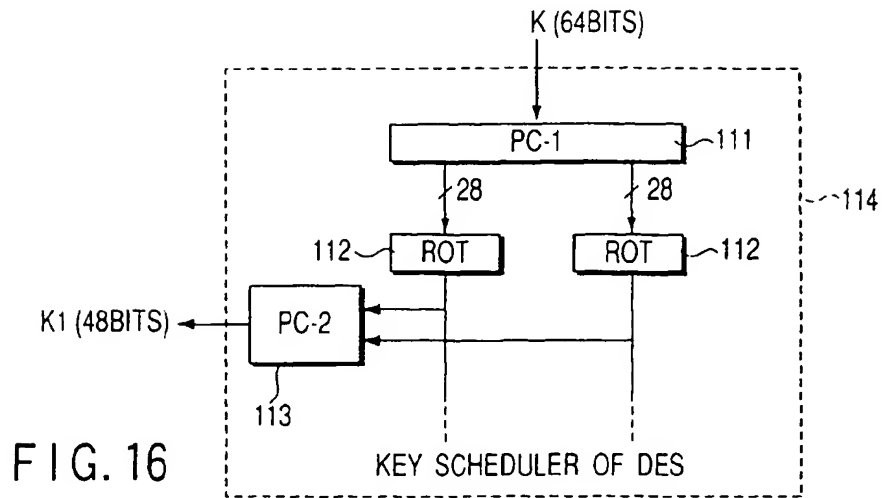 K (64BITS)
PC-1
111
28
28
114
112
ROT
ROT
112
K1 (48BITS)
PC-2
113
FIG. 16
KEY SCHEDULER OF DES